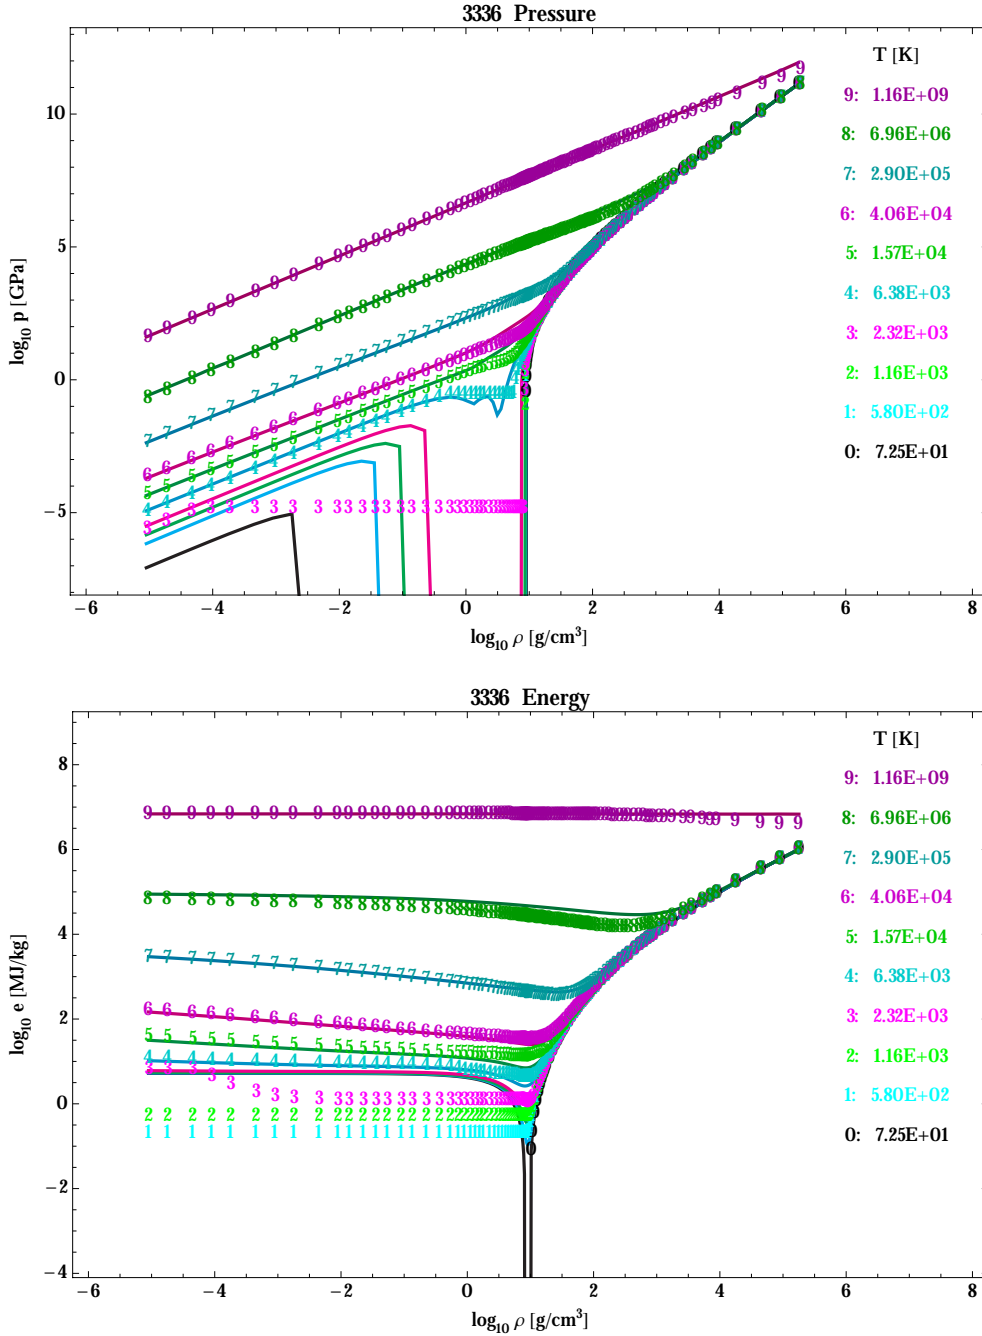 3336 Pressure
T [K]
9: 1.16E+09
8: 6.96E+06
7: 2.90E+05
6: 4.06E+04
5: 1.57E+04
4: 6.38E+03
3: 2.32E+03
2: 1.16E+03
1: 5.80E+02
0: 7.25E+01
10
5
0
−5
log₁₀ p [GPa]
−6 −4 −2 0 2 4 6 8
log₁₀ ρ [g/cm³]
3336 Energy
T [K]
9: 1.16E+09
8: 6.96E+06
7: 2.90E+05
6: 4.06E+04
5: 1.57E+04
4: 6.38E+03
3: 2.32E+03
2: 1.16E+03
1: 5.80E+02
0: 7.25E+01
8
6
4
2
0
−2
−4
log₁₀ e [MJ/kg]
−6 −4 −2 0 2 4 6 8
log₁₀ ρ [g/cm³]